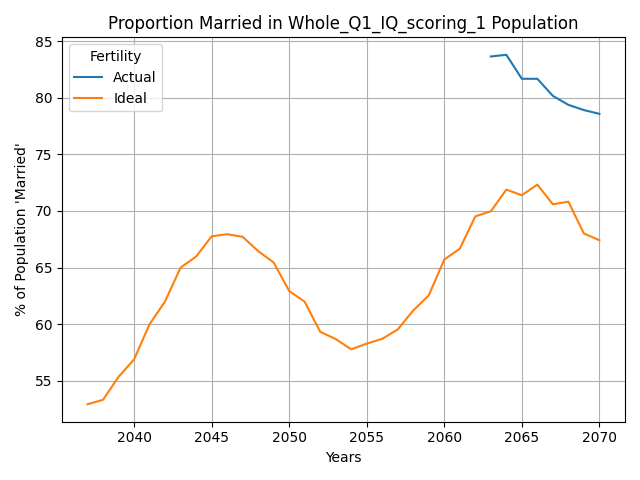 Proportion Married in Whole_Q1_IQ_scoring_1 Population
Fertility
Actual
Ideal
% of Population 'Married'
85
80
75
70
65
60
55
2040 2045 2050 2055 2060 2065 2070
Years